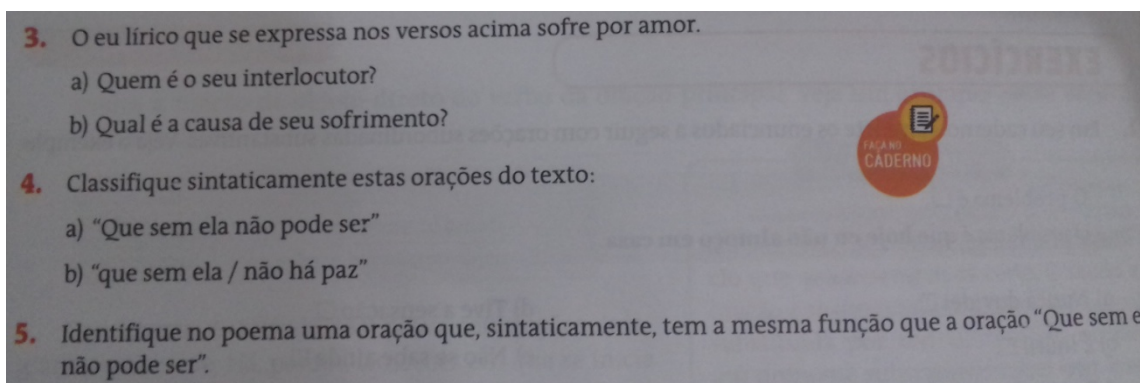 3. O eu lírico que se expressa nos versos acima sofre por amor.
a) Quem é o seu interlocutor?
b) Qual é a causa de seu sofrimento?
FAÇA NO
CADERNO
4. Classifique sintaticamente estas orações do texto:
a) “Que sem ela não pode ser”
b) “que sem ela / não há paz”
5. Identifique no poema uma oração que, sintaticamente, tem a mesma função que a oração “Que sem e
não pode ser”.